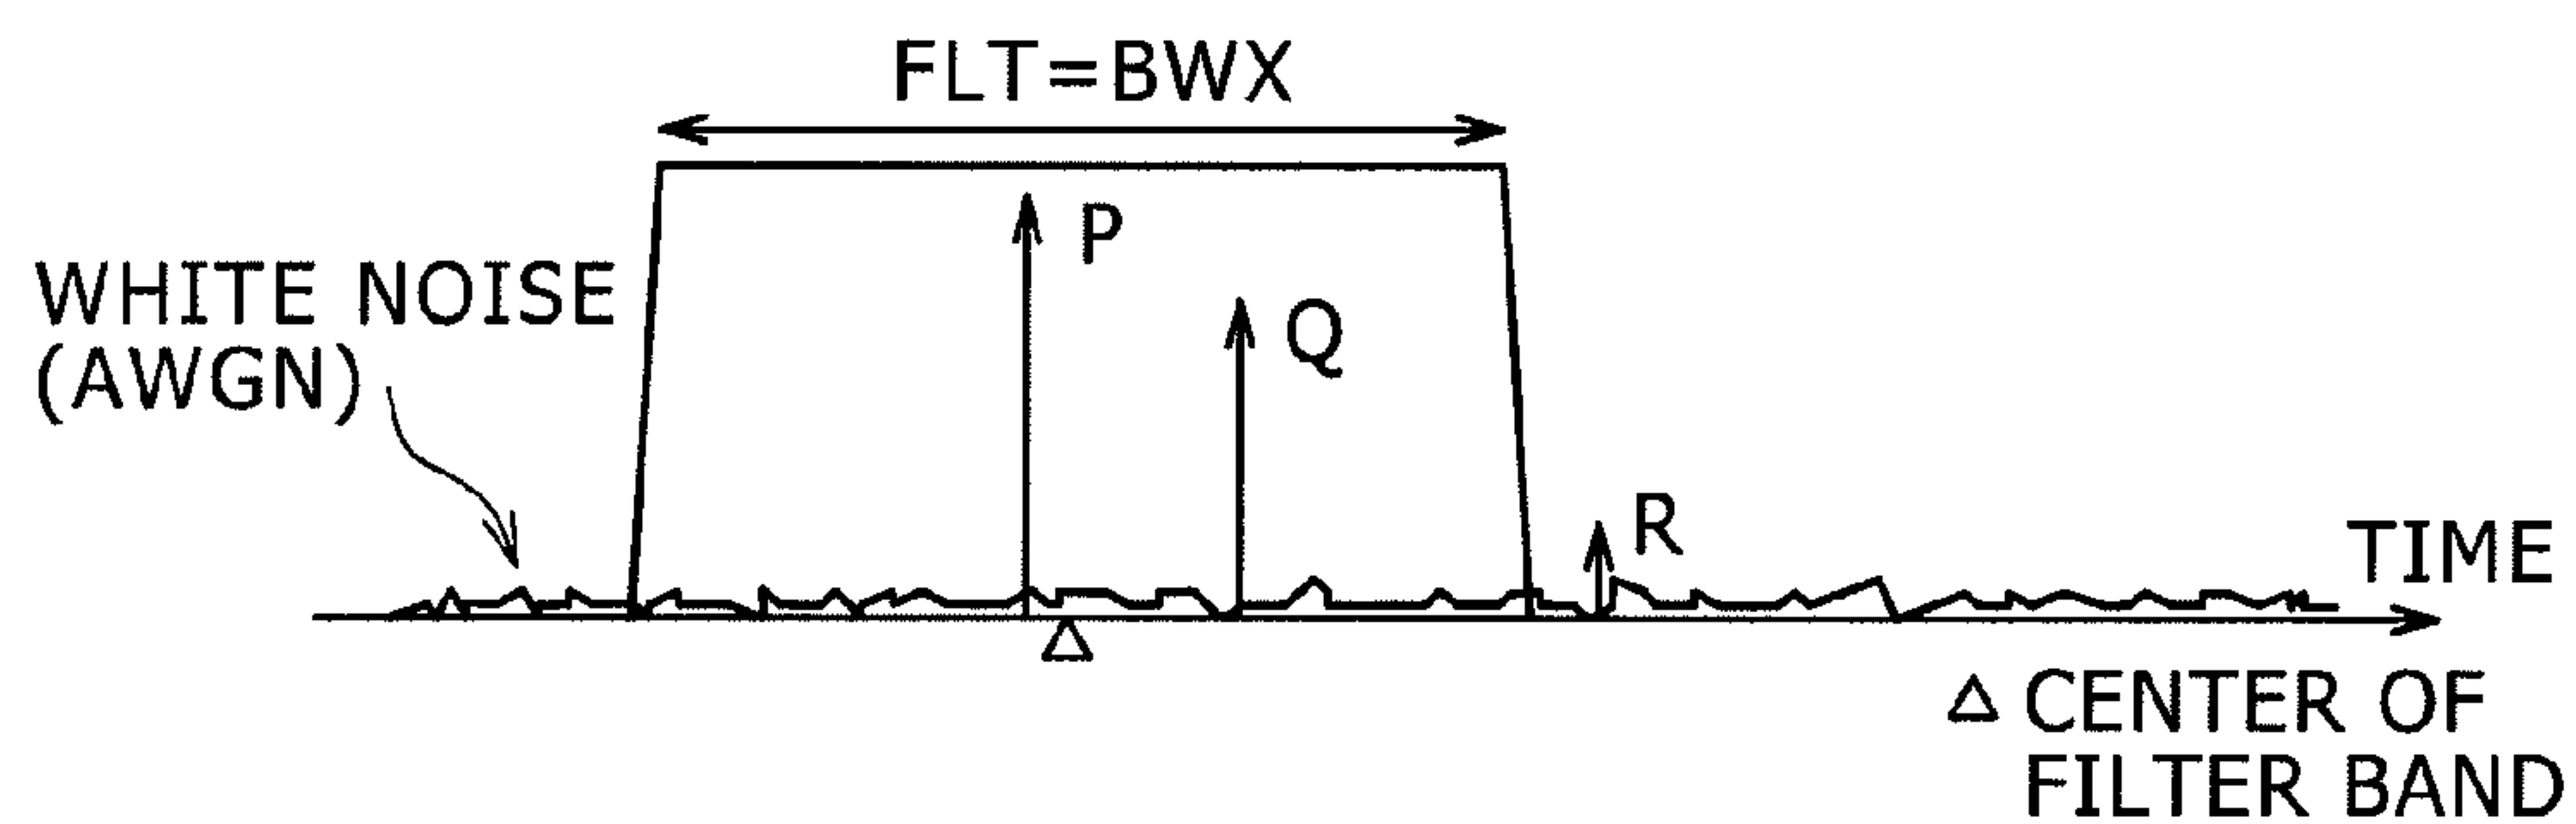 FLT=BWX
P
WHITE NOISE
(AWGN)
Q
R
TIME
△ CENTER OF
FILTER BAND